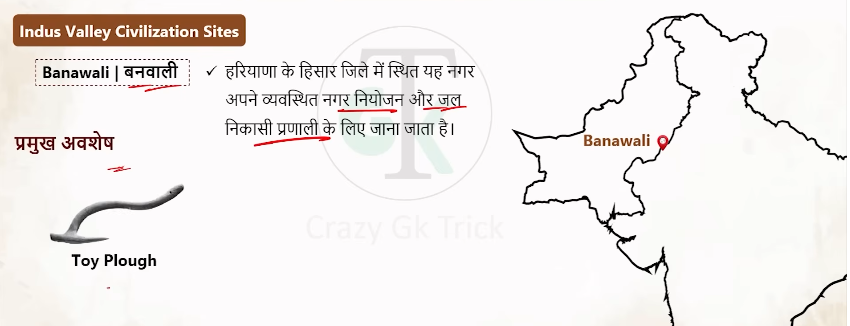 Indus Valley Civilization Sites
Banawali | बनवाली
✓ हरियाणा के हिसार जिले में स्थित यह नगर
अपने व्यवस्थित नगर नियोजन और जल
निकासी प्रणाली के लिए जाना जाता है।
प्रमुख अवशेष
Toy Plough
Banawali
Crazy Gk Trick